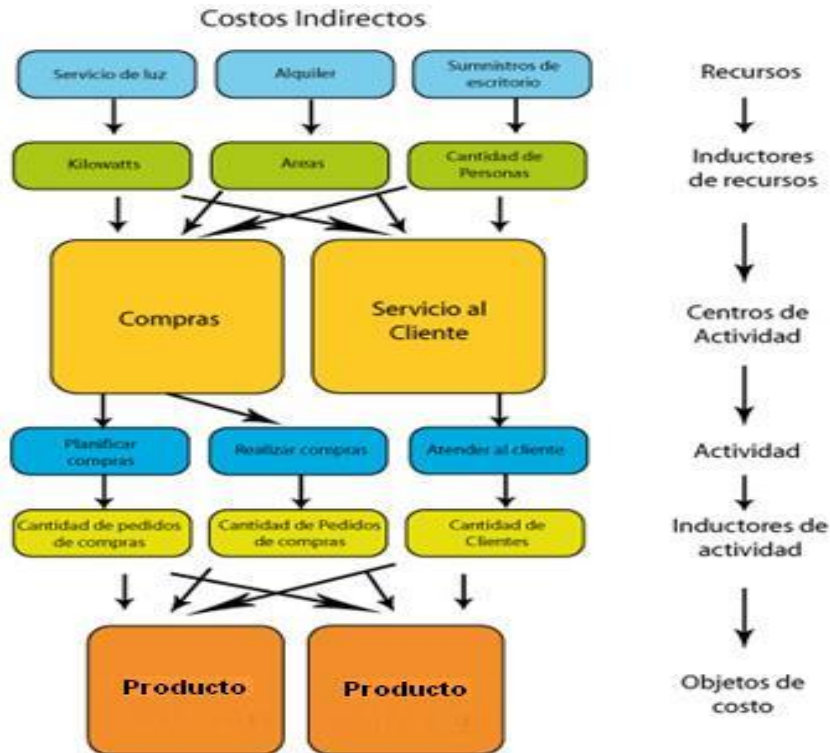 Costos Indirectos
Servicio de luz
Alquiler
Sumnistros de
escritorio
Recursos
Kilowatts
Areas
Cantidad de
Personas
Inductores
de recursos
Compras
Servicio al
Cliente
Centros de
Actividad
Planificar
compras
Realizar compras
Atender al cliente
Actividad
Cantidad de pedidos
de compras
Cantidad de Pedidos
de compras
Cantidad de
Clientes
Inductores de
actividad
Producto
Producto
Objetos de
costo